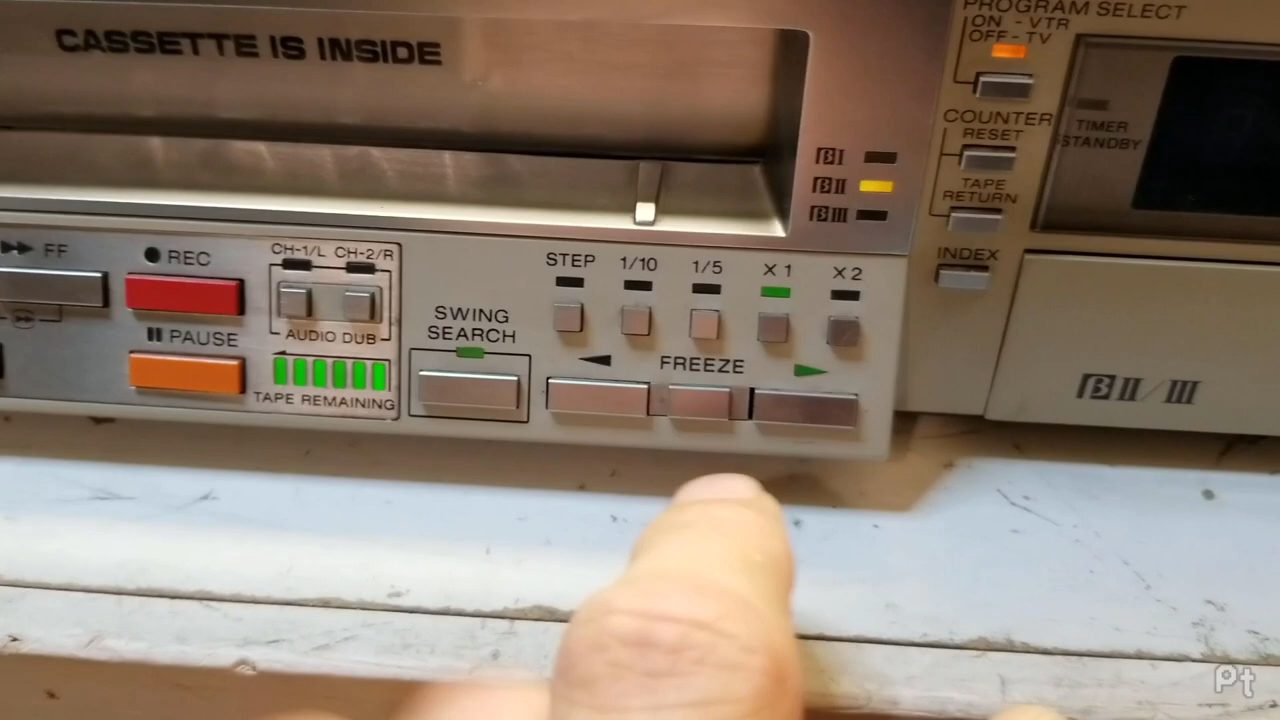 CASSETTE IS INSIDE
PROGRAM SELECT
ON - VTR
OFF - TV
COUNTER
RESET
TIMER
STANDBY
TAPE
RETURN
INDEX
βI
βII
βIII
FF
REC
PAUSE
CH-1/L CH-2/R
AUDIO DUB
TAPE REMAINING
SWING
SEARCH
STEP 1/10 1/5 X1 X2
FREEZE
βII/III
Pt